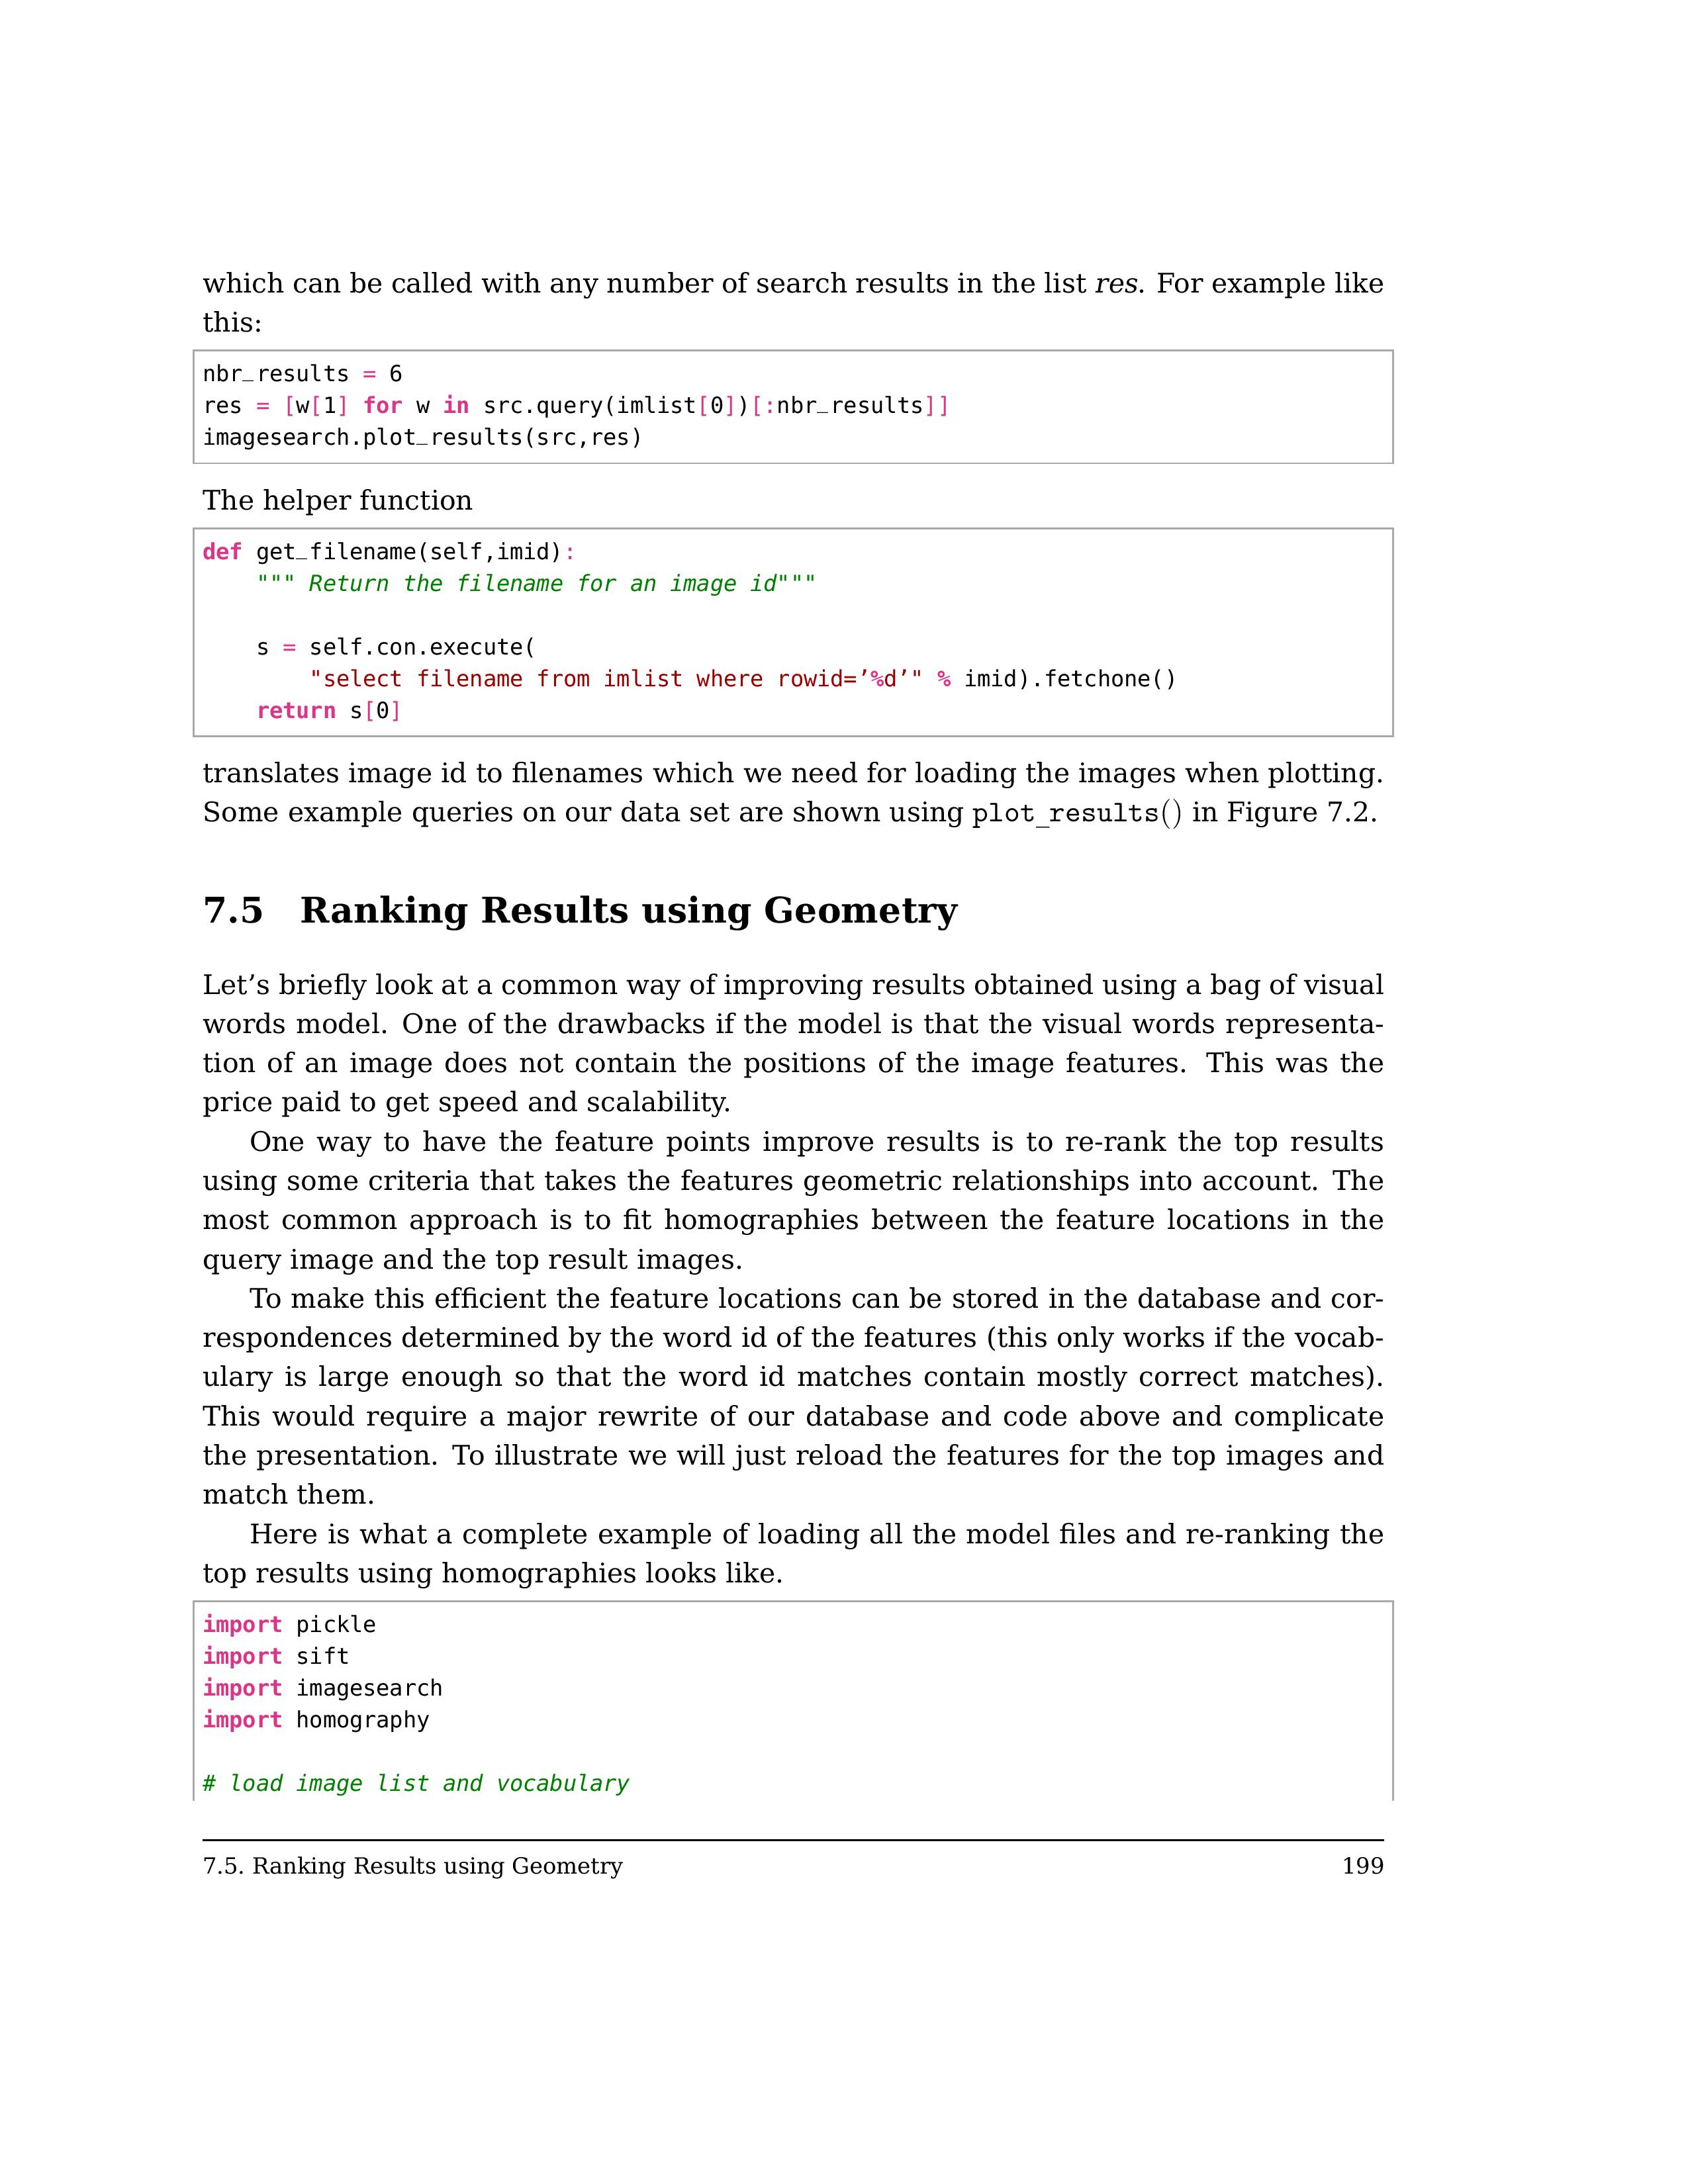 which can be called with any number of search results in the list res. For example like
this:
nbr_results = 6
res = [w[1] for w in src.query(imlist[0])[:nbr_results]]
imagesearch.plot_results(src,res)
The helper function
def get_filename(self,imid):
    """ Return the filename for an image id"""

    s = self.con.execute(
        "select filename from imlist where rowid=’%d’" % imid).fetchone()
    return s[0]
translates image id to filenames which we need for loading the images when plotting.
Some example queries on our data set are shown using plot_results() in Figure 7.2.
7.5 Ranking Results using Geometry
Let’s briefly look at a common way of improving results obtained using a bag of visual
words model. One of the drawbacks if the model is that the visual words representa-
tion of an image does not contain the positions of the image features. This was the
price paid to get speed and scalability.
One way to have the feature points improve results is to re-rank the top results
using some criteria that takes the features geometric relationships into account. The
most common approach is to fit homographies between the feature locations in the
query image and the top result images.
To make this efficient the feature locations can be stored in the database and cor-
respondences determined by the word id of the features (this only works if the vocab-
ulary is large enough so that the word id matches contain mostly correct matches).
This would require a major rewrite of our database and code above and complicate
the presentation. To illustrate we will just reload the features for the top images and
match them.
Here is what a complete example of loading all the model files and re-ranking the
top results using homographies looks like.
import pickle
import sift
import imagesearch
import homography

# load image list and vocabulary
7.5. Ranking Results using Geometry 199